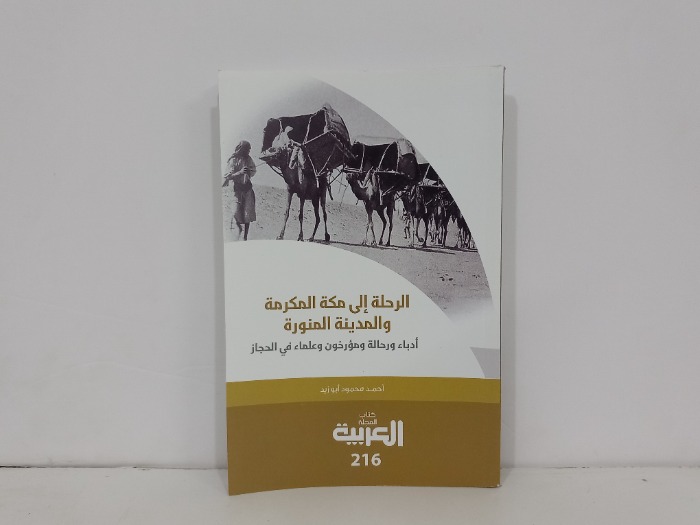 الرحلة إلى مكة المكرمة
والمدينة المنورة
أدباء ورحالة ومؤرخون وعلماء في الحجاز
أحمد محمود أبو زيد
كتاب
المجلة
العربية
216